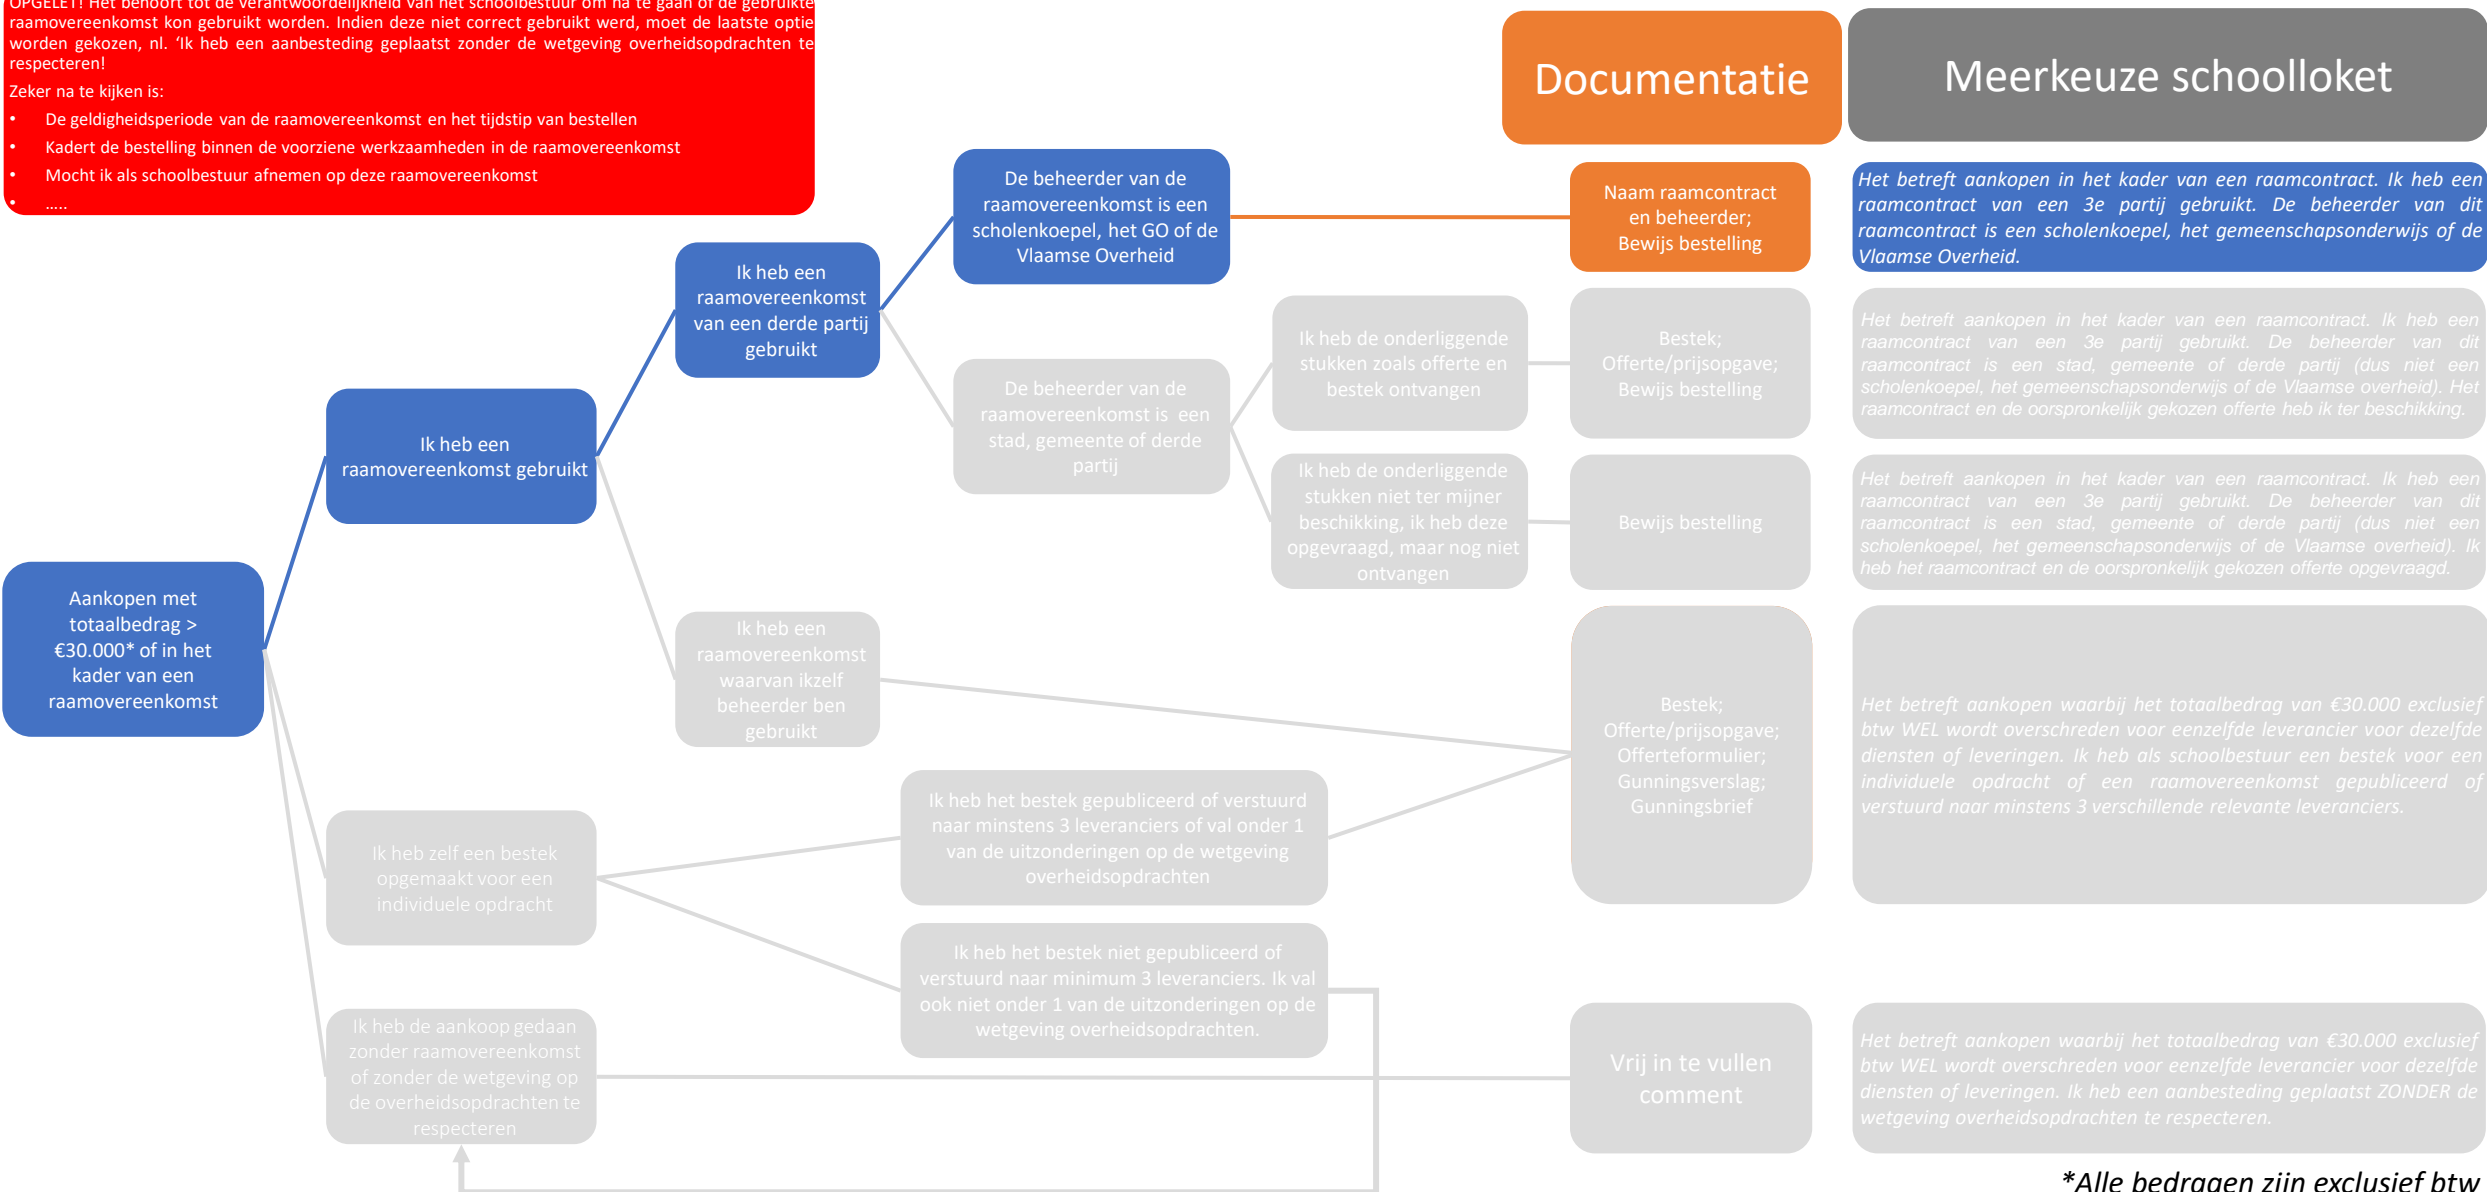 OPGELET! Het behoort tot de verantwoordelijkheid van het schoolbestuur om na te gaan of de gebruikte
raamovereenkomst kon gebruikt worden. Indien deze niet correct gebruikt werd, moet de laatste optie
worden gekozen, nl. ‘Ik heb een aanbesteding geplaatst zonder de wetgeving overheidsopdrachten te
respecteren!
Zeker na te kijken is:
• De geldigheidsperiode van de raamovereenkomst en het tijdstip van bestellen
• Kadert de bestelling binnen de voorziene werkzaamheden in de raamovereenkomst
• Mocht ik als schoolbestuur afnemen op deze raamovereenkomst
• …..
Documentatie
Meerkeuze schoolloket
De beheerder van de
raamovereenkomst is een
scholenkoepel, het GO of de
Vlaamse Overheid
Naam raamcontract
en beheerder;
Bewijs bestelling
Het betreft aankopen in het kader van een raamcontract. Ik heb een
raamcontract van een 3e partij gebruikt. De beheerder van dit
raamcontract is een scholenkoepel, het gemeenschapsonderwijs of de
Vlaamse Overheid.
Ik heb een
raamovereenkomst
van een derde partij
gebruikt
De beheerder van de
raamovereenkomst is een
stad, gemeente of derde
partij
Ik heb de onderliggende
stukken zoals offerte en
bestek ontvangen
Bestek;
Offerte/prijsopgave;
Bewijs bestelling
Het betreft aankopen in het kader van een raamcontract. Ik heb een
raamcontract van een 3e partij gebruikt. De beheerder van dit
raamcontract is een stad, gemeente of derde partij (dus niet een
scholenkoepel, het gemeenschapsonderwijs of de Vlaamse overheid). Het
raamcontract en de oorspronkelijk gekozen offerte heb ik ter beschikking.
Ik heb een
raamovereenkomst gebruikt
Ik heb de onderliggende
stukken niet ter mijner
beschikking, ik heb deze
opgevraagd, maar nog niet
ontvangen
Bewijs bestelling
Het betreft aankopen in het kader van een raamcontract. Ik heb een
raamcontract van een 3e partij gebruikt. De beheerder van dit
raamcontract is een stad, gemeente of derde partij (dus niet een
scholenkoepel, het gemeenschapsonderwijs of de Vlaamse overheid). Ik
heb het raamcontract en de oorspronkelijk gekozen offerte opgevraagd.
Aankopen met
totaalbedrag >
€30.000* of in het
kader van een
raamovereenkomst
Ik heb een
raamovereenkomst
waarvan ikzelf
beheerder ben
gebruikt
Bestek;
Offerte/prijsopgave;
Offerteformulier;
Gunningsverslag;
Gunningsbrief
Het betreft aankopen waarbij het totaalbedrag van €30.000 exclusief
btw WEL wordt overschreden voor eenzelfde leverancier voor dezelfde
diensten of leveringen. Ik heb als schoolbestuur een bestek voor een
individuele opdracht of een raamovereenkomst gepubliceerd of
verstuurd naar minstens 3 verschillende relevante leveranciers.
Ik heb zelf een bestek
opgemaakt voor een
individuele opdracht
Ik heb het bestek gepubliceerd of verstuurd
naar minstens 3 leveranciers of val onder 1
van de uitzonderingen op de wetgeving
overheidsopdrachten
Ik heb het bestek niet gepubliceerd of
verstuurd naar minimum 3 leveranciers. Ik val
ook niet onder 1 van de uitzonderingen op de
wetgeving overheidsopdrachten.
Ik heb de aankoop gedaan
zonder raamovereenkomst
of zonder de wetgeving op
de overheidsopdrachten te
respecteren
Vrij in te vullen
comment
Het betreft aankopen waarbij het totaalbedrag van €30.000 exclusief
btw WEL wordt overschreden voor eenzelfde leverancier voor dezelfde
diensten of leveringen. Ik heb een aanbesteding geplaatst ZONDER de
wetgeving overheidsopdrachten te respecteren.
*Alle bedragen zijn exclusief btw